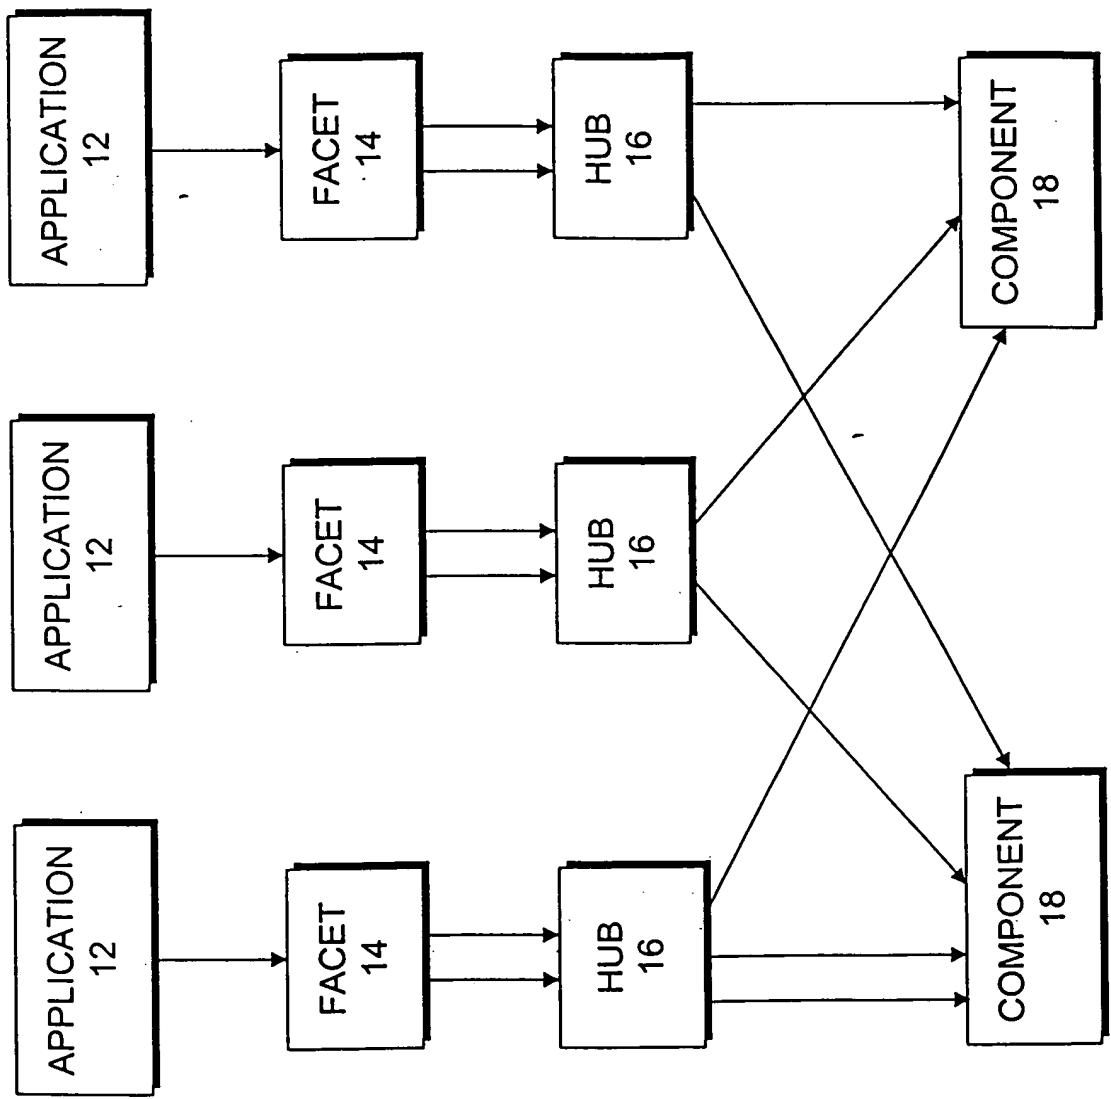 APPLICATION
12
APPLICATION
12
APPLICATION
12
FACET
14
FACET
14
FACET
14
HUB
16
HUB
16
HUB
16
COMPONENT
18
COMPONENT
18